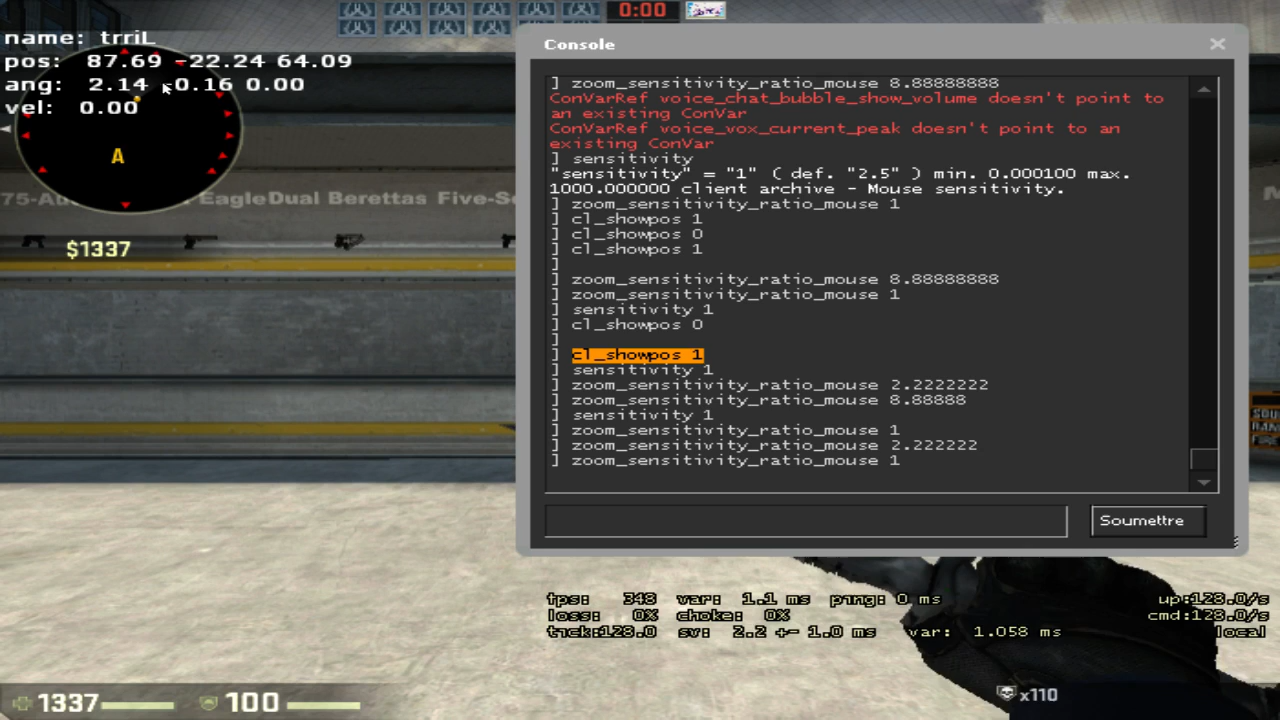 0:00
name: trriL
pos: 87.69 -22.24 64.09
ang: 2.14 -0.16 0.00
vel: 0.00
A
EagleDual Berettas Five-Se
$1337
Console
] zoom_sensitivity_ratio_mouse 8.88888888
ConVarRef voice_chat_bubble_show_volume doesn't point to
an existing ConVar
ConVarRef voice_vox_current_peak doesn't point to an
existing ConVar
] sensitivity
"sensitivity" = "1" ( def. "2.5" ) min. 0.000100 max.
1000.000000 client archive - Mouse sensitivity.
] zoom_sensitivity_ratio_mouse 1
] cl_showpos 1
] cl_showpos 0
] cl_showpos 1
]
] zoom_sensitivity_ratio_mouse 8.88888888
] zoom_sensitivity_ratio_mouse 1
] sensitivity 1
] cl_showpos 0
]
] cl_showpos 1
] sensitivity 1
] zoom_sensitivity_ratio_mouse 2.2222222
] zoom_sensitivity_ratio_mouse 8.88888
] sensitivity 1
] zoom_sensitivity_ratio_mouse 1
] zoom_sensitivity_ratio_mouse 2.222222
] zoom_sensitivity_ratio_mouse 1
Soumettre
fps: 348 var: 1.1 ms ping: 0 ms up:128.0/s
loss: 0% choke: 0% cmd:128.0/s
tick:128.0 sv: 2.2 +- 1.0 ms var: 1.058 ms local
1337
100
x110